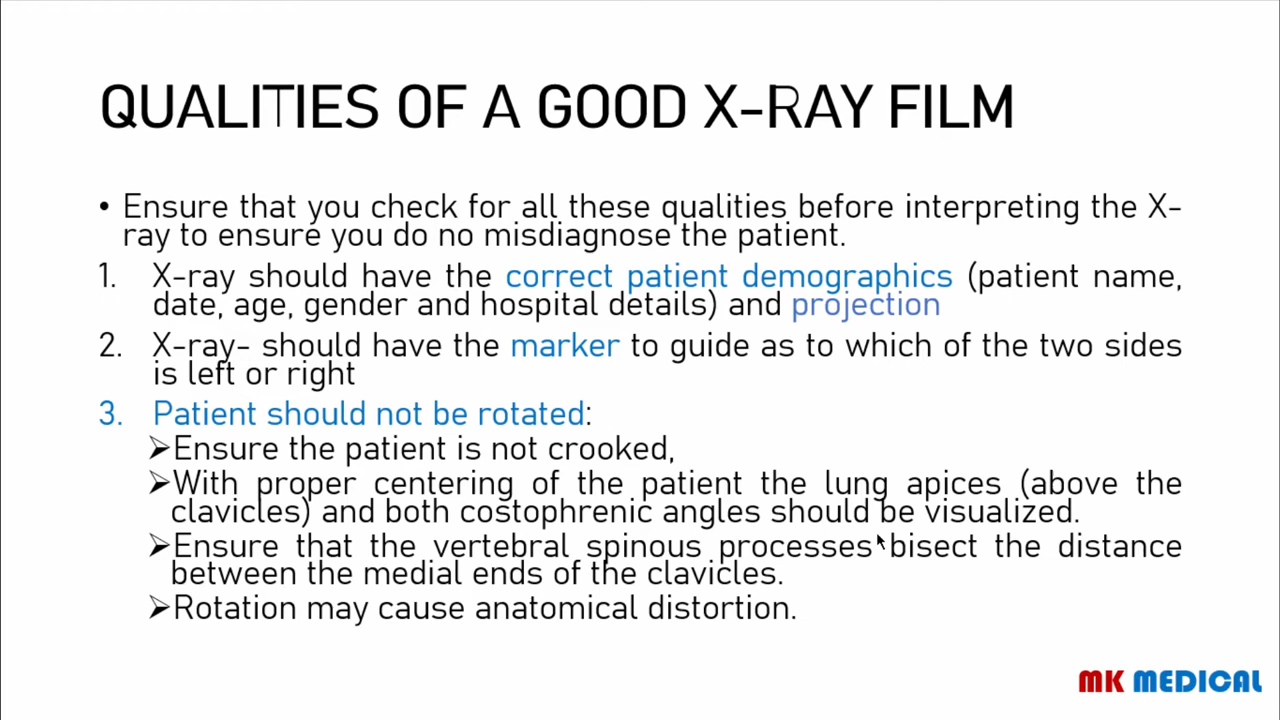 QUALITIES OF A GOOD X-RAY FILM
• Ensure that you check for all these qualities before interpreting the X-
ray to ensure you do no misdiagnose the patient.
1. X-ray should have the correct patient demographics (patient name,
date, age, gender and hospital details) and projection
2. X-ray- should have the marker to guide as to which of the two sides
is left or right
3. Patient should not be rotated:
➢Ensure the patient is not crooked,
➢With proper centering of the patient the lung apices (above the
clavicles) and both costophrenic angles should be visualized.
➢Ensure that the vertebral spinous processes bisect the distance
between the medial ends of the clavicles.
➢Rotation may cause anatomical distortion.
MK MEDICAL